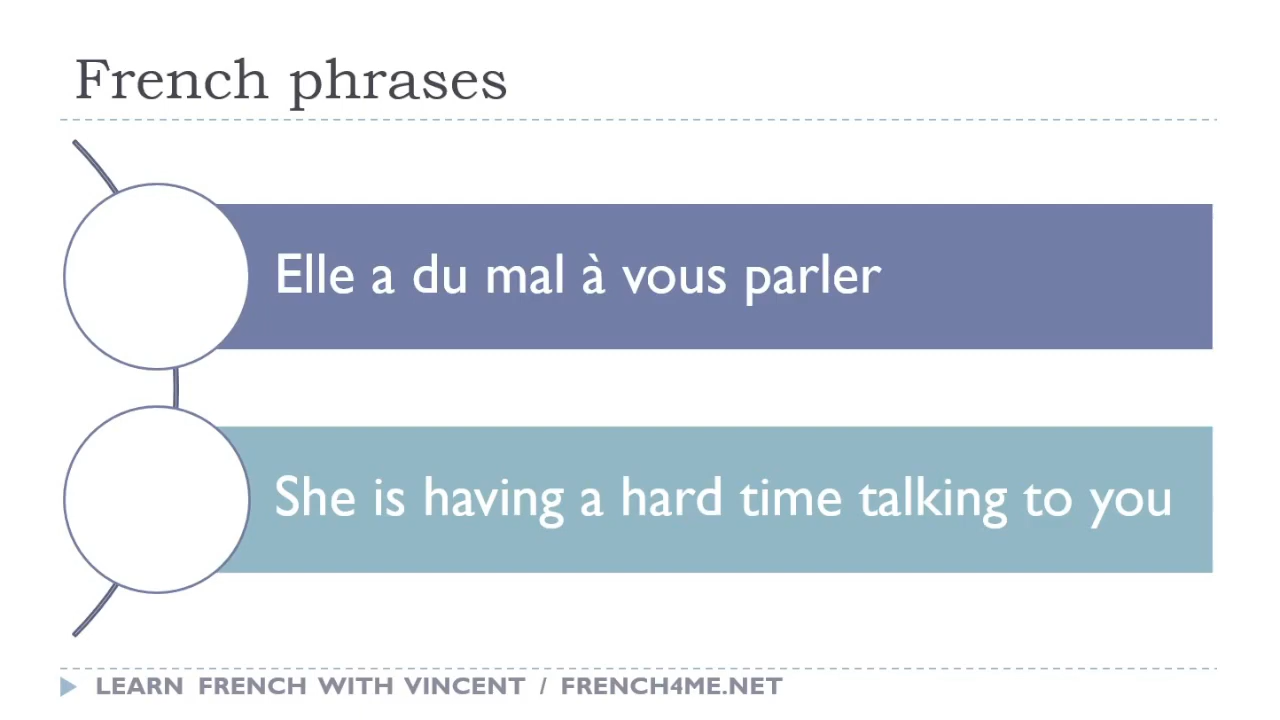 French phrases
Elle a du mal à vous parler
She is having a hard time talking to you
LEARN FRENCH WITH VINCENT / FRENCH4ME.NET